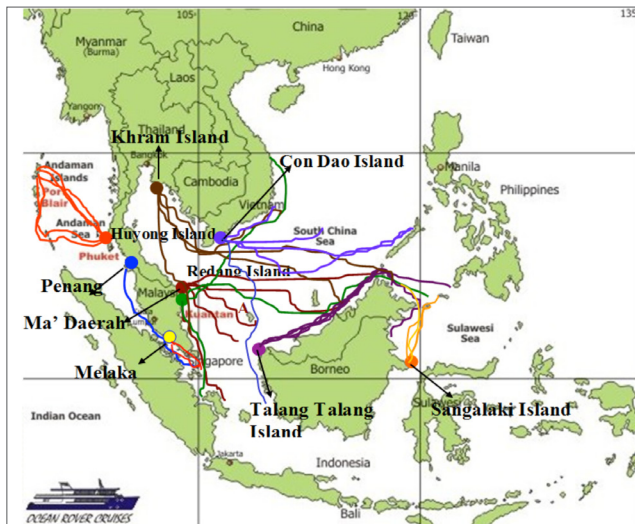 105
120
135
Myanmar
(Burma)
China
Taiwan
Hong Kong
Laos
Yangon
Thailand
Khram Island
Bangkok
Andaman
Islands
Port
Blair
Andaman
Sea
Cambodia
Con Dao Island
Manila
Philippines
Vietnam
Huyong Island
South China
Sea
Phuket
Penang
Redang Island
Malaysia
Kuantan
A
Ma' Daerah
Melaka
Singapore
Borneo
Sulawesi
Sea
Talang Talang
Island
Sulawesi
Sangalaki Island
Indian Ocean
Jakarta
Indonesia
Bali
OCEAN ROVER CRUISES